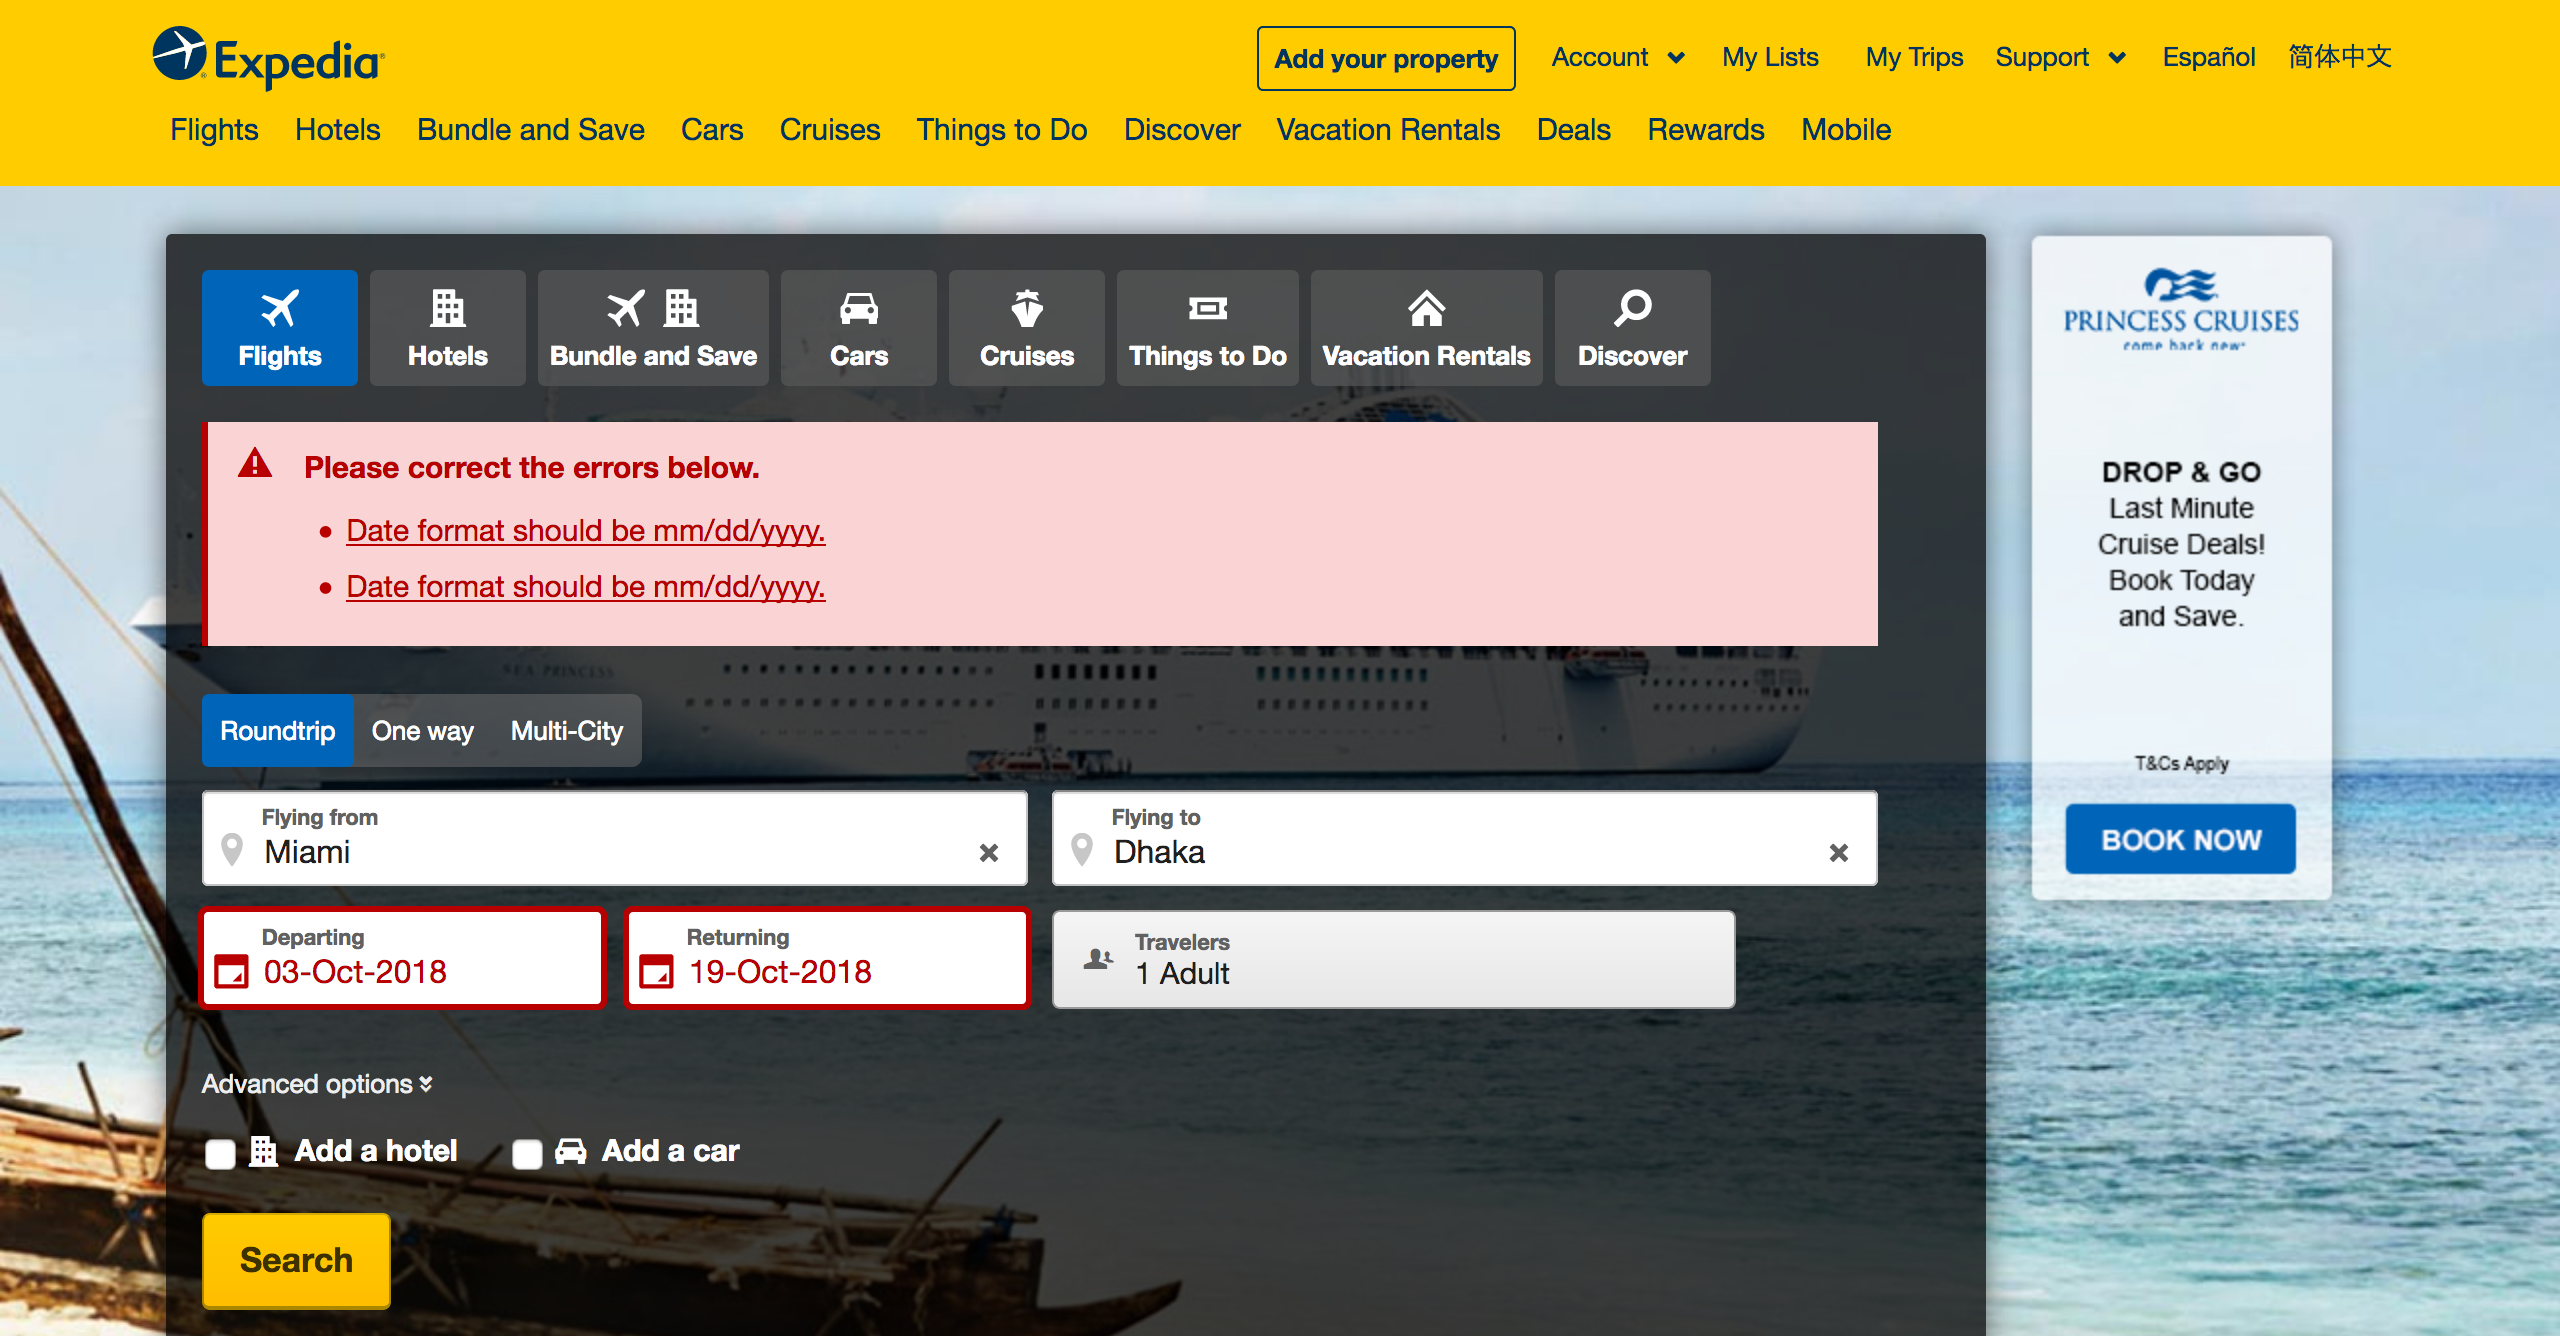 Expedia
Add your property
Account
My Lists
My Trips
Support
Español
简体中文
Flights
Hotels
Bundle and Save
Cars
Cruises
Things to Do
Discover
Vacation Rentals
Deals
Rewards
Mobile
Flights
Hotels
Bundle and Save
Cars
Cruises
Things to Do
Vacation Rentals
Discover
Please correct the errors below.
• Date format should be mm/dd/yyyy.
• Date format should be mm/dd/yyyy.
SEA PRINCESS
Roundtrip
One way
Multi-City
Flying from
Miami
Flying to
Dhaka
Departing
03-Oct-2018
Returning
19-Oct-2018
Travelers
1 Adult
Advanced options
Add a hotel
Add a car
Search
PRINCESS CRUISES
come back new
DROP & GO
Last Minute
Cruise Deals!
Book Today
and Save.
T&Cs Apply
BOOK NOW